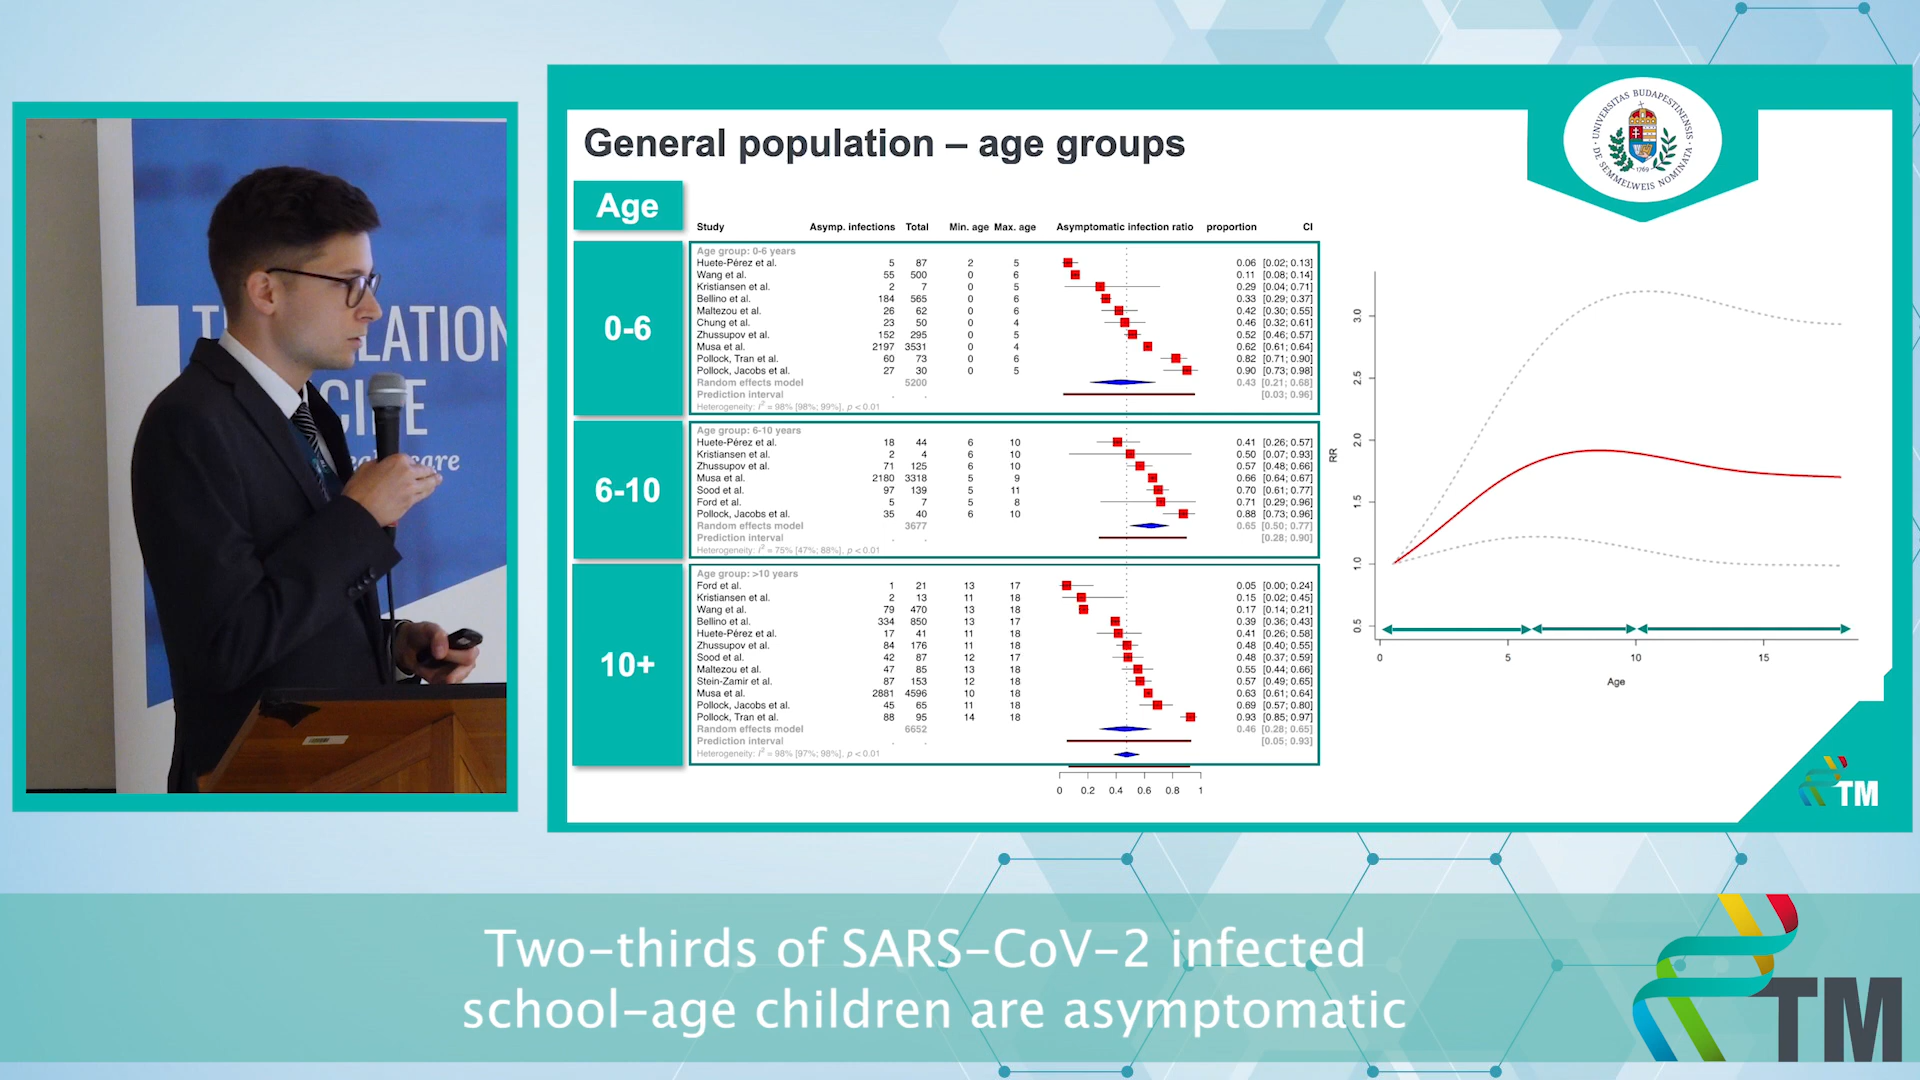 General population – age groups
UNIVERSITAS BUDAPESTINENSIS DE SEMMELWEIS NOMINATA
1769
Age
Study Asymp. infections Total Min. age Max. age Asymptomatic infection ratio proportion CI
0-6
Age group: 0-6 years
Huete-Pérez et al. 5 87 2 5 0.06 [0.02; 0.13]
Wang et al. 55 500 0 6 0.11 [0.08; 0.14]
Kristiansen et al. 2 7 0 5 0.29 [0.04; 0.71]
Bellino et al. 184 565 0 6 0.33 [0.29; 0.37]
Maltezou et al. 26 62 0 6 0.42 [0.30; 0.55]
Chung et al. 23 50 0 4 0.46 [0.32; 0.61]
Zhussupov et al. 152 295 0 5 0.52 [0.46; 0.57]
Musa et al. 2197 3531 0 4 0.62 [0.61; 0.64]
Pollock, Tran et al. 60 73 0 6 0.82 [0.71; 0.90]
Pollock, Jacobs et al. 27 30 0 5 0.90 [0.73; 0.98]
Random effects model 5200 0.43 [0.21; 0.68]
Prediction interval . . [0.03; 0.96]
Heterogeneity: I² = 98% [98%; 99%], p < 0.01
6-10
Age group: 6-10 years
Huete-Pérez et al. 18 44 6 10 0.41 [0.26; 0.57]
Kristiansen et al. 2 4 6 10 0.50 [0.07; 0.93]
Zhussupov et al. 71 125 6 10 0.57 [0.48; 0.66]
Musa et al. 2180 3318 5 9 0.66 [0.64; 0.67]
Sood et al. 97 139 5 11 0.70 [0.61; 0.77]
Ford et al. 5 7 5 8 0.71 [0.29; 0.96]
Pollock, Jacobs et al. 35 40 6 10 0.88 [0.73; 0.96]
Random effects model 3677 0.65 [0.50; 0.77]
Prediction interval . . [0.28; 0.90]
Heterogeneity: I² = 75% [47%; 88%], p < 0.01
10+
Age group: >10 years
Ford et al. 1 21 13 17 0.05 [0.00; 0.24]
Kristiansen et al. 2 13 11 18 0.15 [0.02; 0.45]
Wang et al. 79 470 13 18 0.17 [0.14; 0.21]
Bellino et al. 334 850 13 17 0.39 [0.36; 0.43]
Huete-Pérez et al. 17 41 11 18 0.41 [0.26; 0.58]
Zhussupov et al. 84 176 11 18 0.48 [0.40; 0.55]
Sood et al. 42 87 12 17 0.48 [0.37; 0.59]
Maltezou et al. 47 85 13 18 0.55 [0.44; 0.66]
Stein-Zamir et al. 87 153 12 18 0.57 [0.49; 0.65]
Musa et al. 2881 4596 10 18 0.63 [0.61; 0.64]
Pollock, Jacobs et al. 45 65 11 18 0.69 [0.57; 0.80]
Pollock, Tran et al. 88 95 14 18 0.93 [0.85; 0.97]
Random effects model 6652 0.46 [0.28; 0.65]
Prediction interval . . [0.05; 0.93]
Heterogeneity: I² = 98% [97%; 98%], p < 0.01
0 0.2 0.4 0.6 0.8 1
RR
3.0
2.5
2.0
1.5
1.0
0.5
0 5 10 15
Age
TM
Two-thirds of SARS-CoV-2 infected
school-age children are asymptomatic
TM